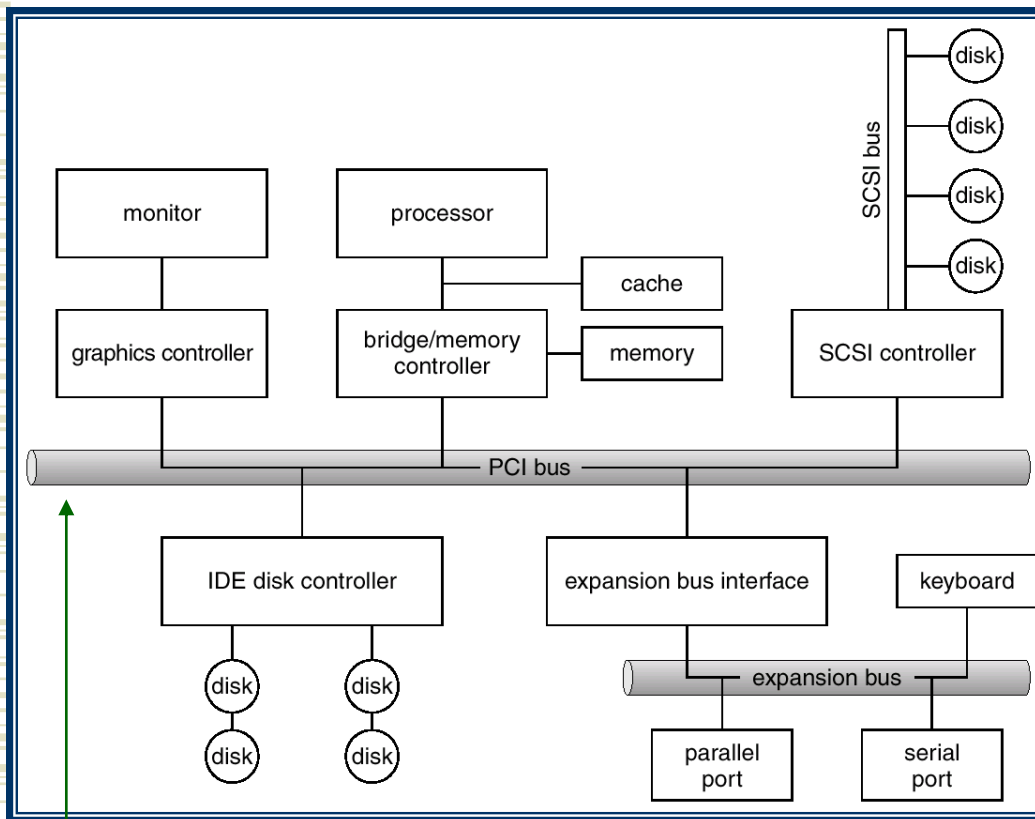 disk
disk
SCSI bus
disk
disk
monitor
processor
cache
graphics controller
bridge/memory
controller
memory
SCSI controller
PCI bus
IDE disk controller
expansion bus interface
keyboard
disk
disk
expansion bus
disk
disk
parallel
port
serial
port